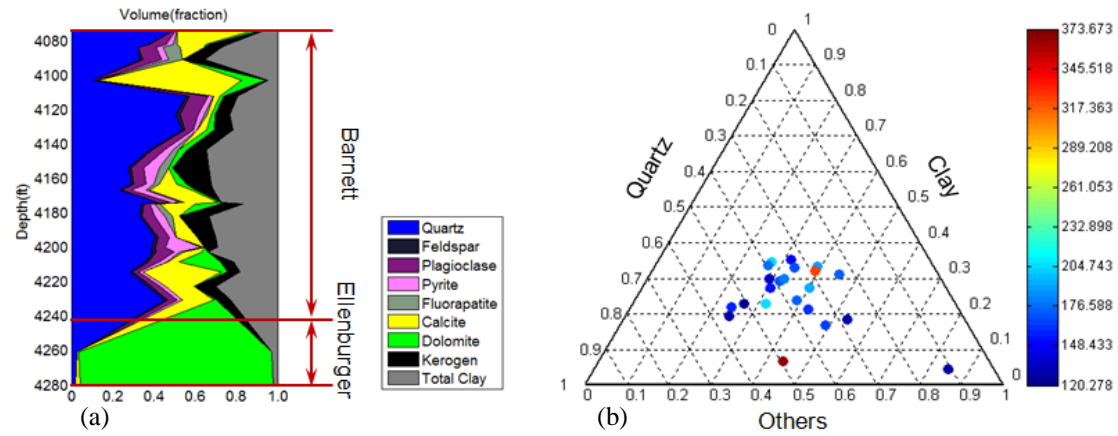 Volume(fraction)
4080
4100
4120
4140
4160
4180
4200
4220
4240
4260
4280
Depth(ft)
0
0.2
0.4
0.6
0.8
1.0
Barnett
Ellenburger
(a)
Quartz
Feldspar
Plagioclase
Pyrite
Fluorapatite
Calcite
Dolomite
Kerogen
Total Clay
1
0 0.9
0.1 0.8
0.3 0.7
0.4 0.6
0.5 0.5
0.6 0.4
0.7 0.3
0.8 0.2
0.9 0.1
1 0
0 0.1 0.2 0.3 0.4 0.5 0.6 0.7 0.9 1
Quartz
Clay
Others
(b)
373.673
345.518
317.363
289.208
261.053
232.898
204.743
176.588
148.433
120.278